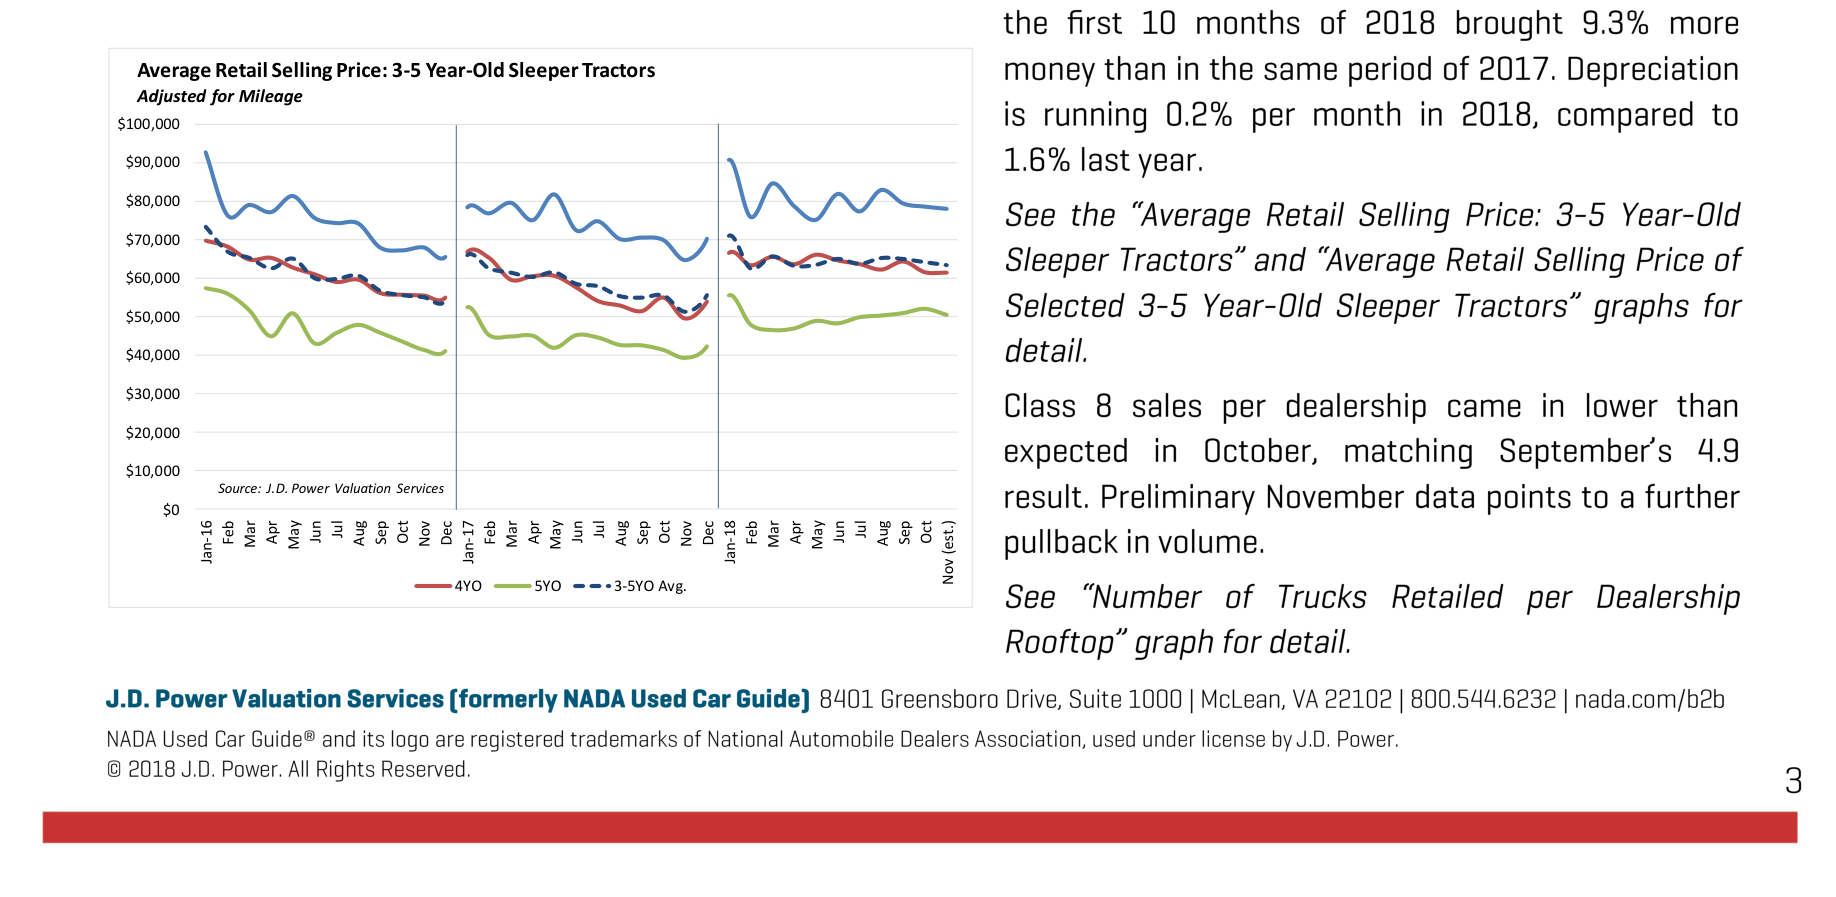 the first 10 months of 2018 brought 9.3% more
money than in the same period of 2017. Depreciation
is running 0.2% per month in 2018, compared to
1.6% last year.
See the “Average Retail Selling Price: 3-5 Year-Old
Sleeper Tractors” and “Average Retail Selling Price of
Selected 3-5 Year-Old Sleeper Tractors” graphs for
detail.
Class 8 sales per dealership came in lower than
expected in October, matching September’s 4.9
result. Preliminary November data points to a further
pullback in volume.
See “Number of Trucks Retailed per Dealership
Rooftop” graph for detail.
Average Retail Selling Price: 3-5 Year-Old Sleeper Tractors
Adjusted for Mileage
$100,000
$90,000
$80,000
$70,000
$60,000
$50,000
$40,000
$30,000
$20,000
$10,000
$0
Source: J.D. Power Valuation Services
Jan-16 Feb Mar Apr May Jun Jul Aug Sep Oct Nov Dec Jan-17 Feb Mar Apr May Jun Jul Aug Sep Oct Nov Dec Jan-18 Feb Mar Apr May Jun Jul Aug Sep Oct Nov (est.)
4YO 5YO 3-5YO Avg.
J.D. Power Valuation Services (formerly NADA Used Car Guide) 8401 Greensboro Drive, Suite 1000 | McLean, VA 22102 | 800.544.6232 | nada.com/b2b
NADA Used Car Guide® and its logo are registered trademarks of National Automobile Dealers Association, used under license by J.D. Power.
© 2018 J.D. Power. All Rights Reserved.
3